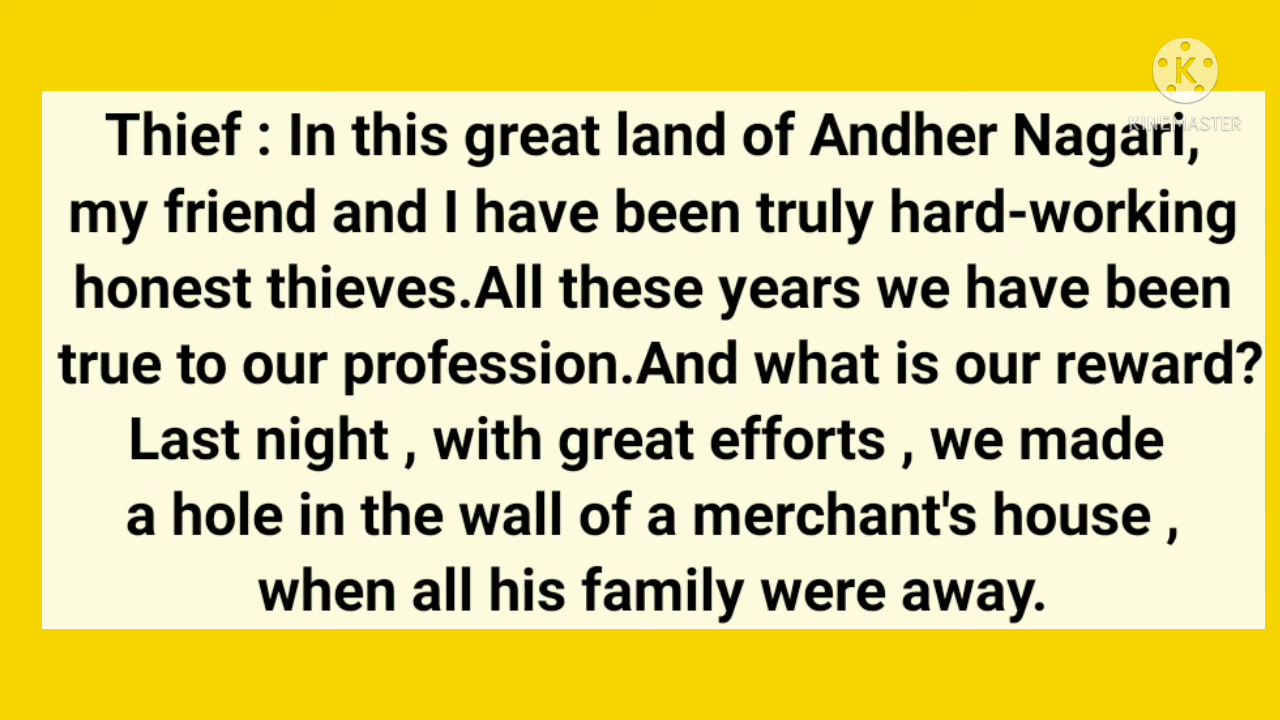 KINEMASTER
Thief : In this great land of Andher Nagari,
my friend and I have been truly hard-working
honest thieves.All these years we have been
true to our profession.And what is our reward?
Last night , with great efforts , we made
a hole in the wall of a merchant's house ,
when all his family were away.